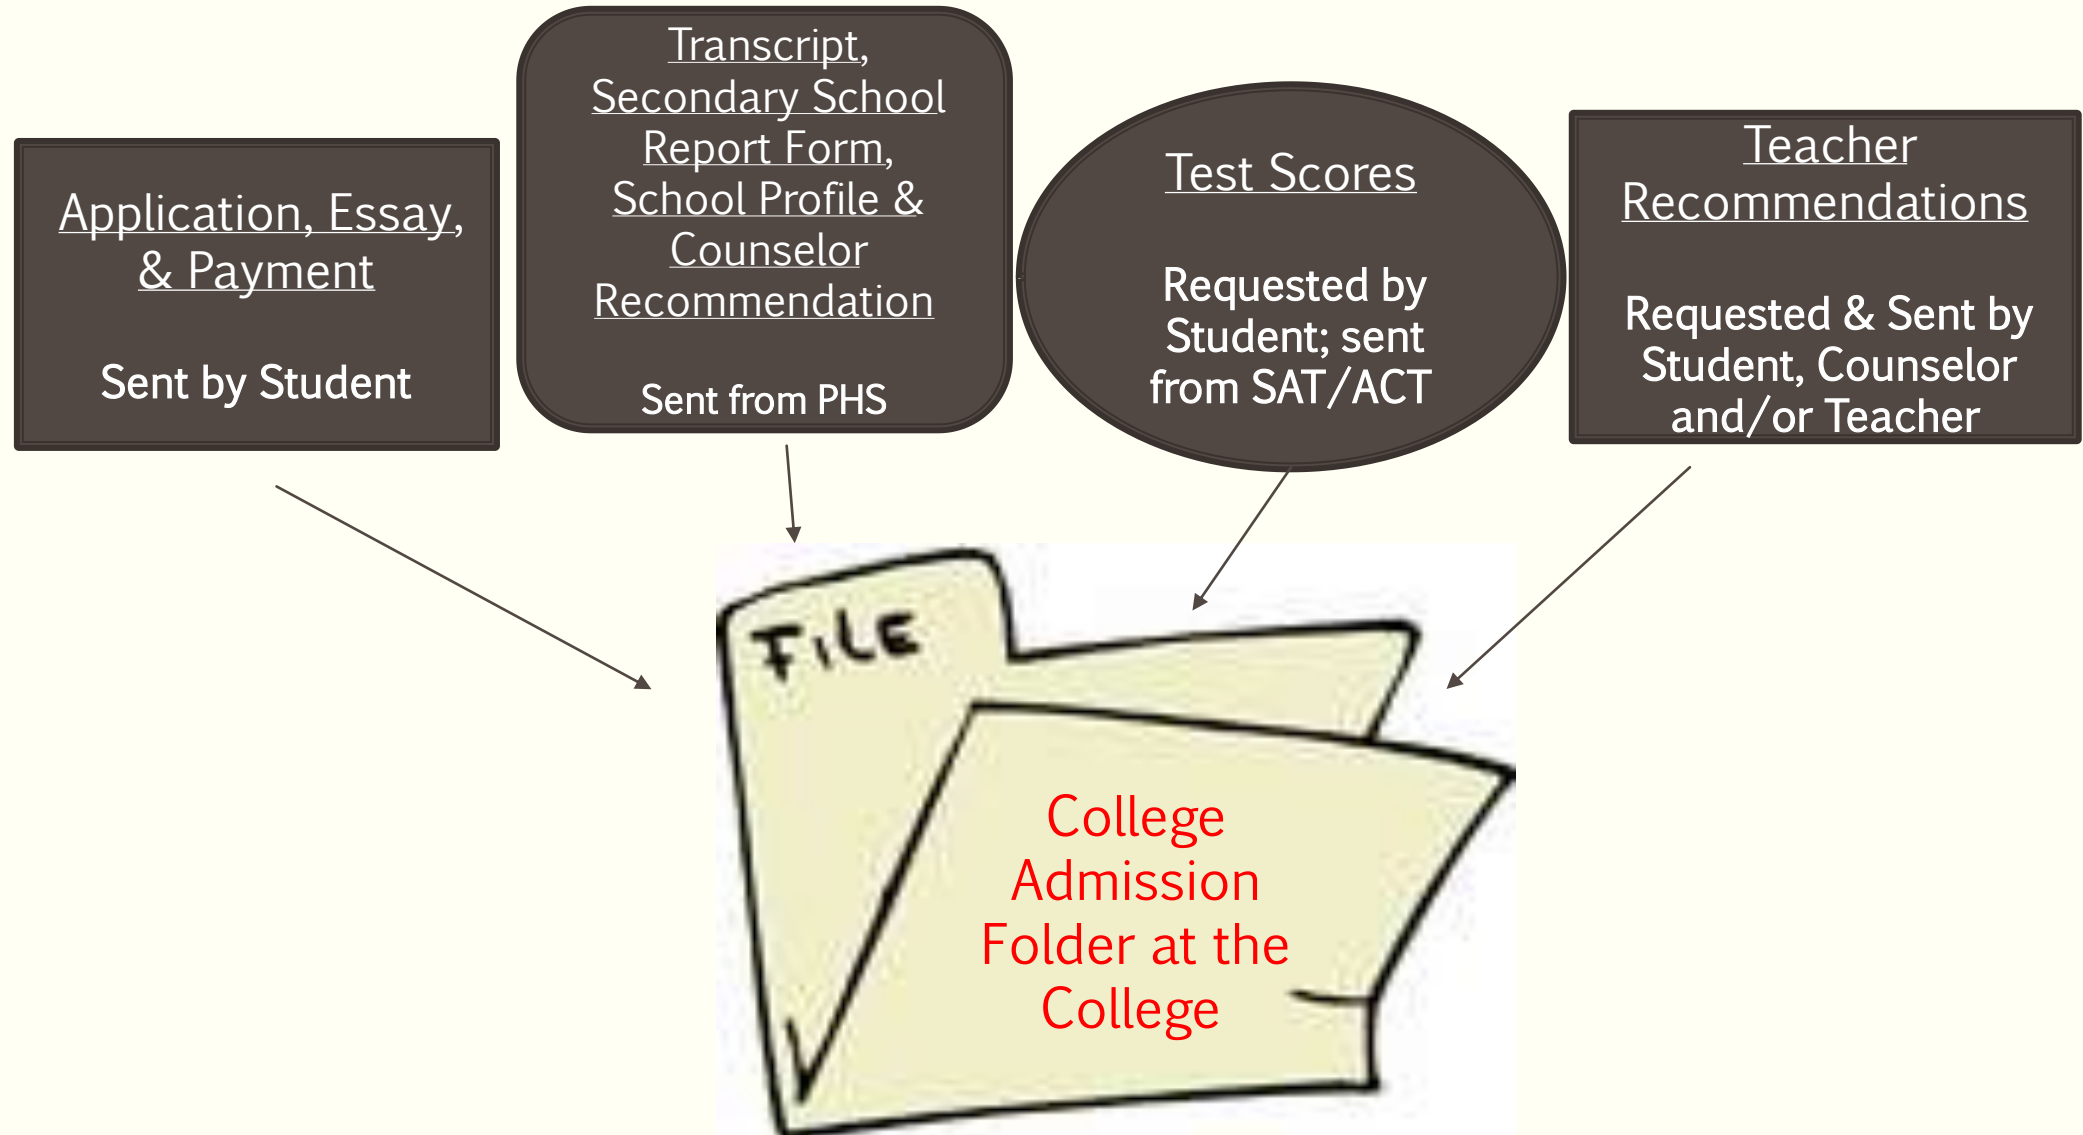 Application, Essay,
& Payment
Sent by Student
Transcript,
Secondary School
Report Form,
School Profile &
Counselor
Recommendation
Sent from PHS
Test Scores
Requested by
Student; sent
from SAT/ACT
Teacher
Recommendations
Requested & Sent by
Student, Counselor
and/or Teacher
FiLE
College
Admission
Folder at the
College